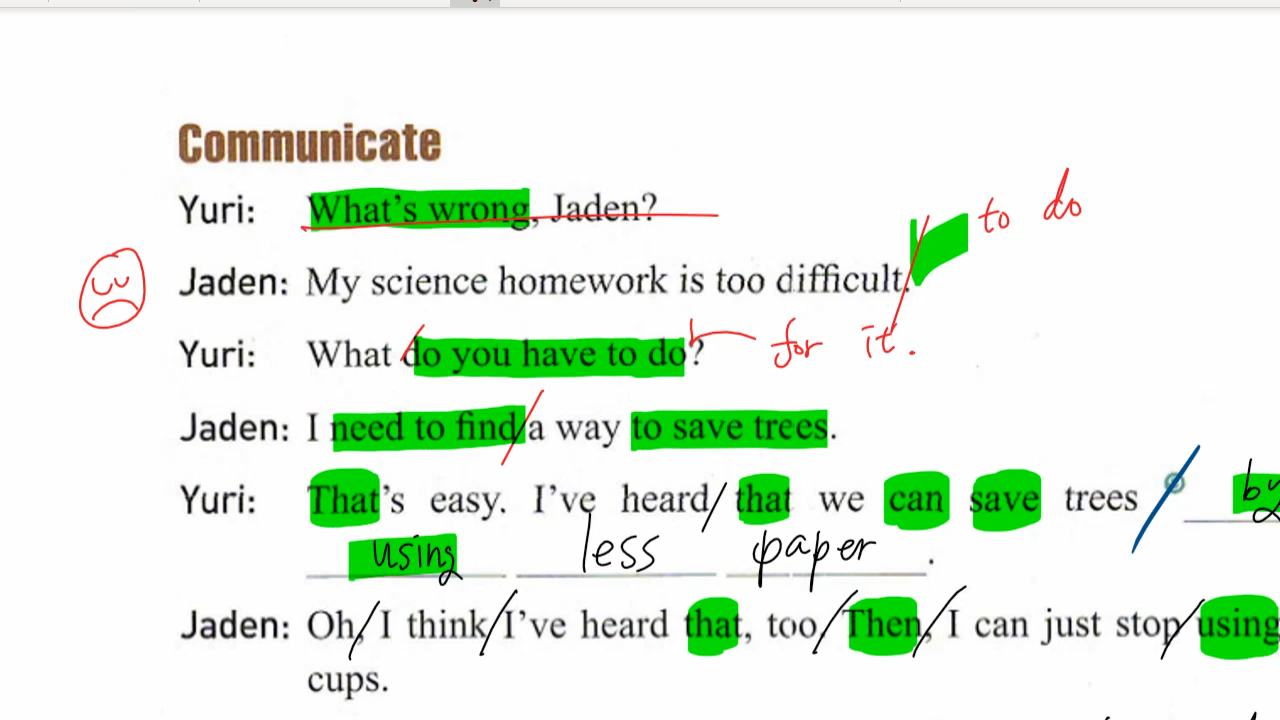 Communicate
Yuri: What's wrong, Jaden?
to do
Jaden: My science homework is too difficult.
Yuri: What do you have to do?
for it.
Jaden: I need to find a way to save trees.
Yuri: That's easy. I've heard that we can save trees by
using less paper.
Jaden: Oh, I think I've heard that, too. Then, I can just stop using
cups.